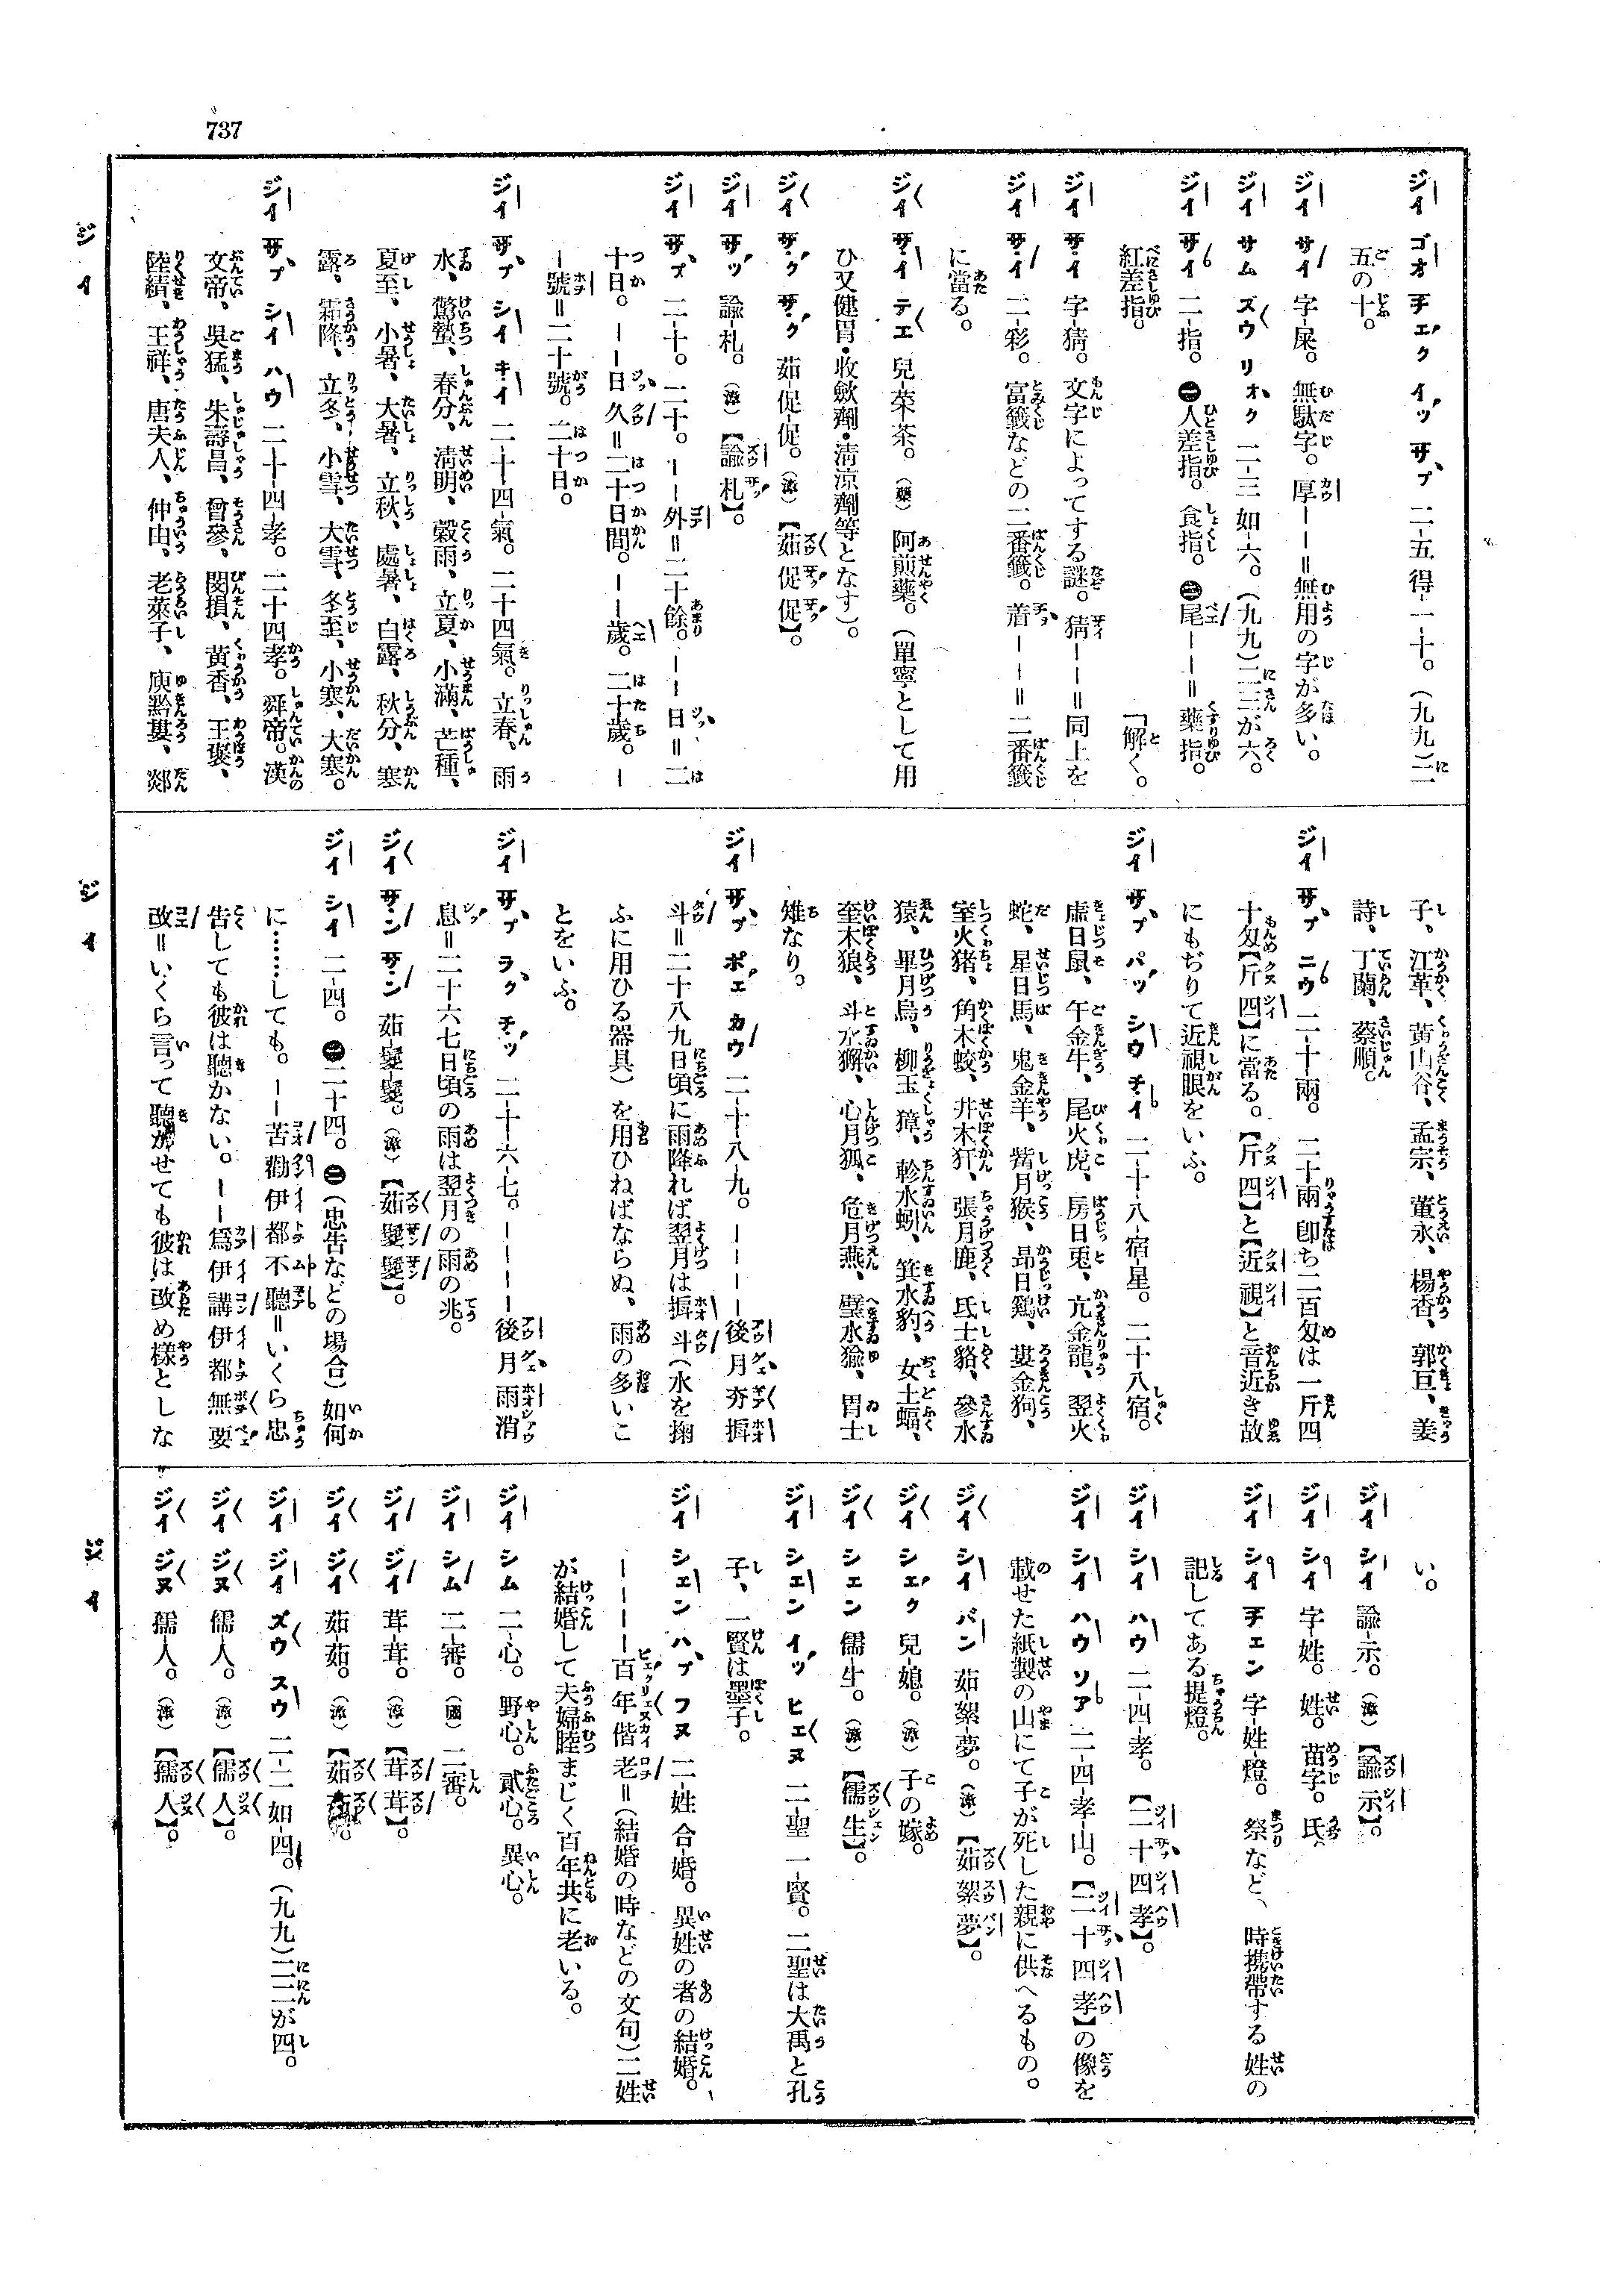 737
ジイ ゴオ チェク イッ サプ 二-五得-一-十。(九九)二
五の十。
ジイ サイ 字-屎。無駄字。厚――=無用の字が多い。
ジイ サム ズウ リオク 二-三如-六。(九九)二三が六。
ジイ サイ 二-指。㊀人差指。食指。㊁尾――=藥指。
紅差指。 「解く。
ジイ サイ 字-猜。文字によってする謎。猜――=同上を
ジイ サイ 二-彩。富籤などの二番籤。着――=二番籤
に當る。
ジイ サイ テエ 兒-茶。(藥)阿煎藥。(單寧として用
ひ又健胃・收歛劑・淸涼劑等となす)。
ジイ サク サク 茹-促-促。(漳)【茹促促】。
ジイ サッ 諭-札。(漳)【諭札】。
ジイ サプ 二-十。二十。――外=二十餘。――日=二
十日。――日久=二十日間。――歲。二十歲。―
―號=二十號。二十日。
ジイ サプ シイ キイ 二-十-四-氣。二十四氣。立春、雨
水、驚蟄、春分、淸明、穀雨、立夏、小滿、芒種、
夏至、小暑、大暑、立秋、處暑、白露、秋分、寒
露、霜降、立冬、小雪、大雪、冬至、小寒、大寒。
ジイ サプ シイ ハウ 二-十-四-孝。二十四孝。舜帝。漢
文帝、吳猛、朱壽昌、曾參、閔損、黃香、王裒、
陸績、王祥、唐夫人、仲由、老萊子、庾黔婁、郯
ジイ
子、江革、黃山谷、孟宗、董永、楊香、郭巨、姜
詩、丁蘭、蔡順。
ジイ サプ ニウ 二-十-兩。二十兩卽ち二百匁は一斤四
十匁【斤四】に當る。【斤四】と【近視】と音近き故
にもぢりて近視眼をいふ。
ジイ サプ パッ シウ チイ 二-十-八-宿-星。二十八宿。
虛日鼠、午金牛、尾火虎、房日兎、亢金龍、翌火
蛇、星日馬、鬼金羊、觜月猴、昴日鷄、婁金狗、
室火猪、角木蛟、井木犴、張月鹿、氐土貉、參水
猿、畢月烏、柳玉獐、軫水蚓、箕水豹、女土蝠、
奎木狼、斗水獬、心月狐、危月燕、璧水㺄、胃土
雉なり。
ジイ サプ ポエ カウ 二-十-八-九。――――後月夯搙
斗=二十八九日頃に雨降れば翌月は搙斗(水を掬
ふに用ひる器具)を用ひねばならぬ、雨の多いこ
とをいふ。
ジイ サプ ラク チッ 二-十-六-七。――――後月雨消
息=二十六七日頃の雨は翌月の雨の兆。
ジイ サン サン 茹-鬖-鬖。(漳)【茹鬖鬖】。
ジイ シイ 二-四。㊀二十四。㊁(忠告などの場合)如何
に……しても。――苦勸伊都不聽=いくら忠
告しても彼は聽かない。――爲伊講伊都無要
改=いくら言って聽かせても彼は改め樣としな
ジイ
い。
ジイ シイ 諭-示。(漳)【諭示】。
ジイ シイ 字-姓。姓。苗字。氏。
ジイ シイ チェン 字-姓-燈。祭など、時携帶する姓の
記してある提燈。
ジイ シイ ハウ 二-四-孝。【二十四孝】。
ジイ シイ ハウ ソア 二-四-孝-山。【二十四孝】の像を
載せた紙製の山にて子が死した親に供へるもの。
ジイ シイ バン 茹-絮-夢。(漳)【茹絮夢】。
ジイ シェク 兒-媳。(漳)子の嫁。
ジイ シェン 儒-生。(漳)【儒生】。
ジイ シェン イッ ヒェヌ 二-聖一-賢。二聖は大禹と孔
子、一賢は墨子。
ジイ シェン ハプ フヌ 二-姓合-婚。異姓の者の結婚。
――――百年偕老=(結婚の時などの文句)二姓
が結婚して夫婦睦まじく百年共に老いる。
ジイ シム 二-心。野心。貳心。異心。
ジイ シム 二-審。(國)二審。
ジイ ジイ 茸-茸。(漳)【茸茸】。
ジイ ジイ 茹-茹。(漳)【茹茹】。
ジイ ジイ ズウ スウ 二-二如-四。(九九)二二が四。
ジイ ジヌ 儒-人。(漳)【儒人】。
ジイ ジヌ 孺-人。(漳)【孺人】。
ジイ